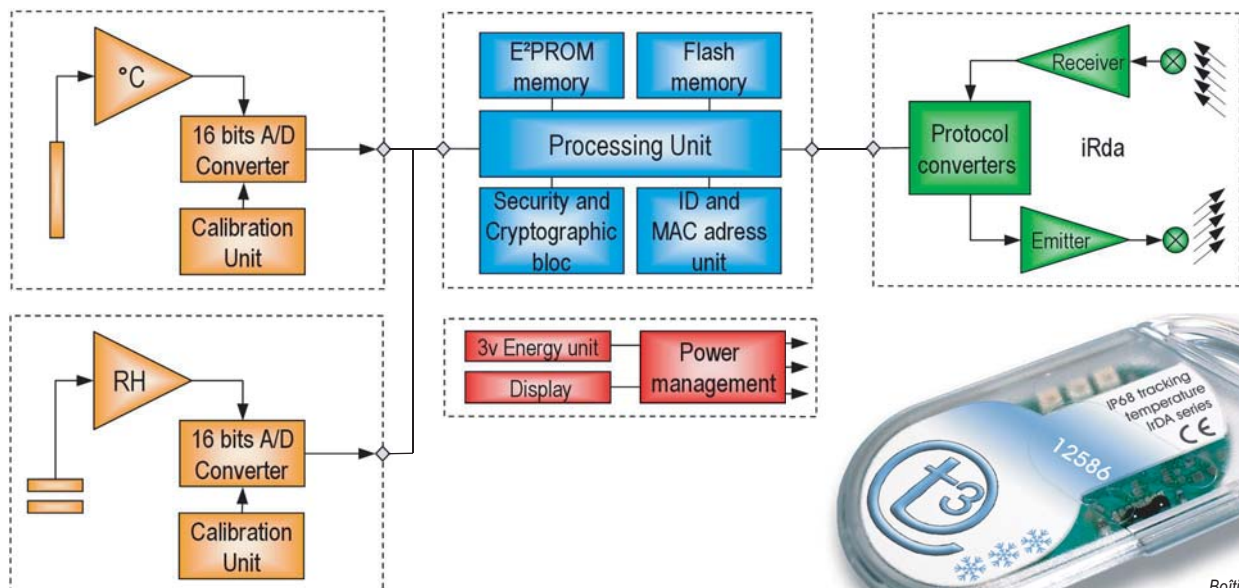 °C
16 bits A/D
Converter
Calibration
Unit
RH
16 bits A/D
Converter
Calibration
Unit
E²PROM
memory
Flash
memory
Processing Unit
Security and
Cryptographic
bloc
ID and
MAC adress
unit
3v Energy unit
Display
Power
management
Receiver
Protocol
converters
iRda
Emitter
IP68 tracking
temperature
IrDA series
CE
12586
t3
Boîti